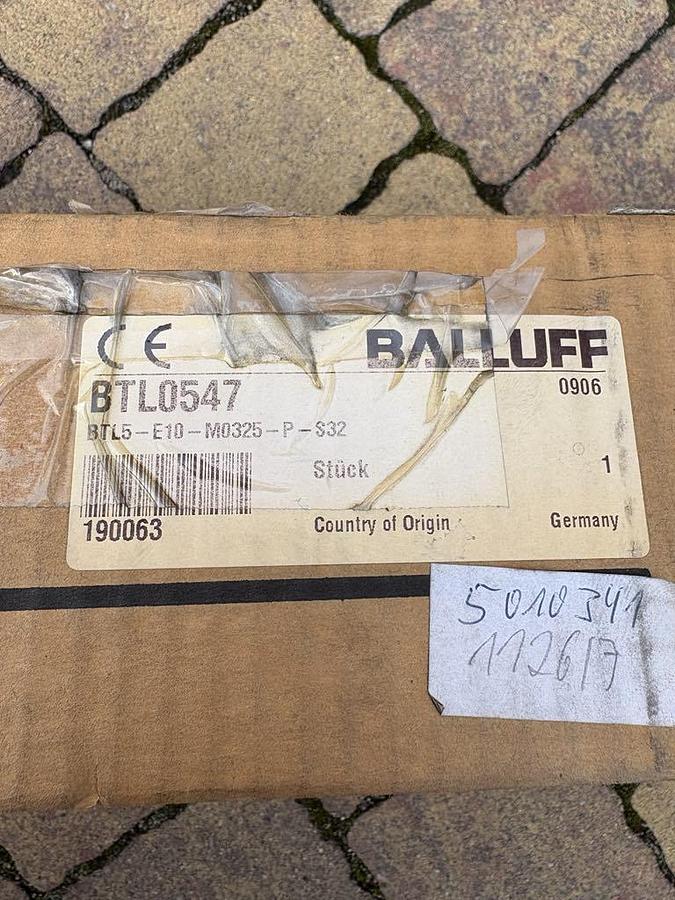 CE BALLUFF
BTL0547 0906
BTL5-E10-M0325-P-S32
Stück 1
190063 Country of Origin Germany
5010341
112617